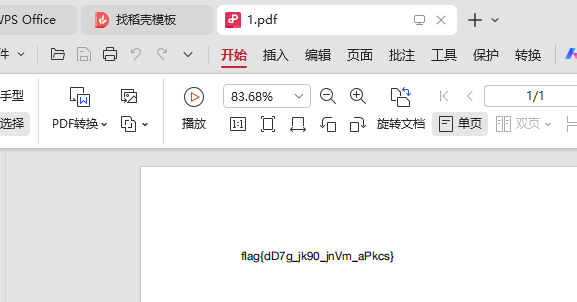 WPS Office 找稻壳模板 1.pdf
件 开始 插入 编辑 页面 批注 工具 保护 转换
手型 83.68% 1/1
选择 PDF转换 播放 1:1 旋转文档 单页 双页
flag{dD7g_jk90_jnVm_aPkcs}